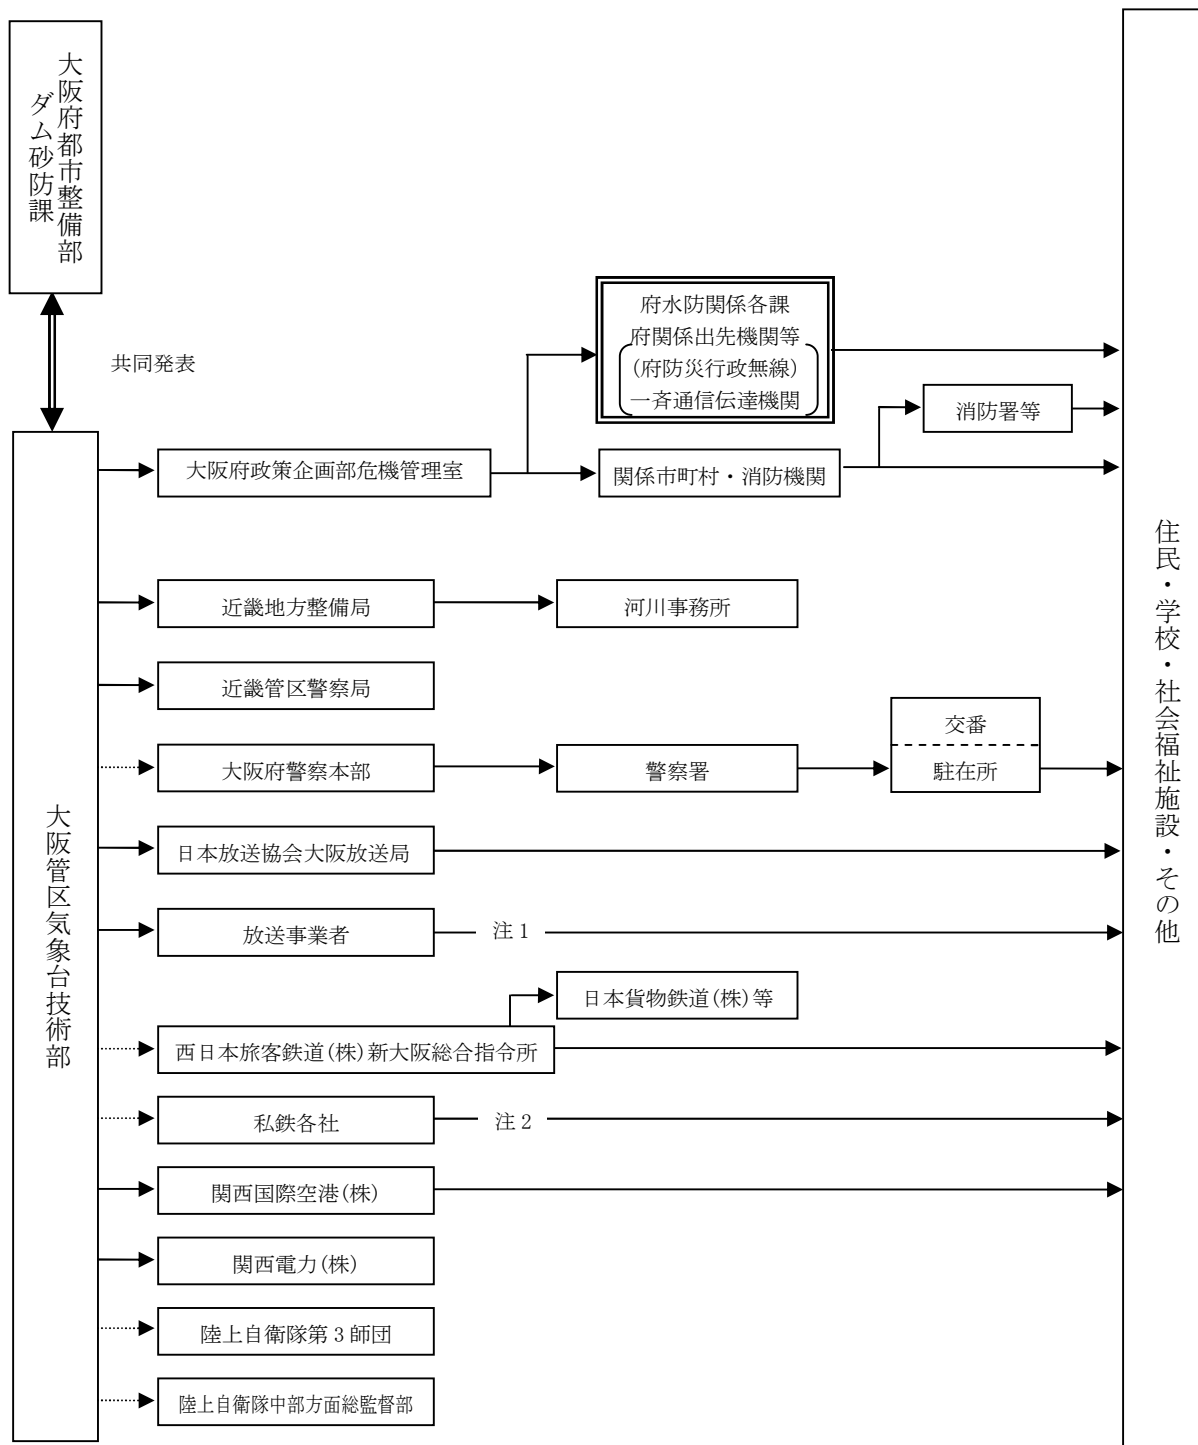 大阪府都市整備部
ダム砂防課
共同発表
府水防関係各課
府関係出先機関等
(府防災行政無線)
一斉通信伝達機関
消防署等
大阪府政策企画部危機管理室
関係市町村・消防機関
近畿地方整備局
河川事務所
近畿管区警察局
交番
大阪府警察本部
警察署
駐在所
日本放送協会大阪放送局
放送事業者
注1
日本貨物鉄道(株)等
西日本旅客鉄道(株)新大阪総合指令所
私鉄各社
注2
関西国際空港(株)
関西電力(株)
陸上自衛隊第3師団
陸上自衛隊中部方面総監督部
大阪管区気象台技術部
住民・学校・社会福祉施設・その他